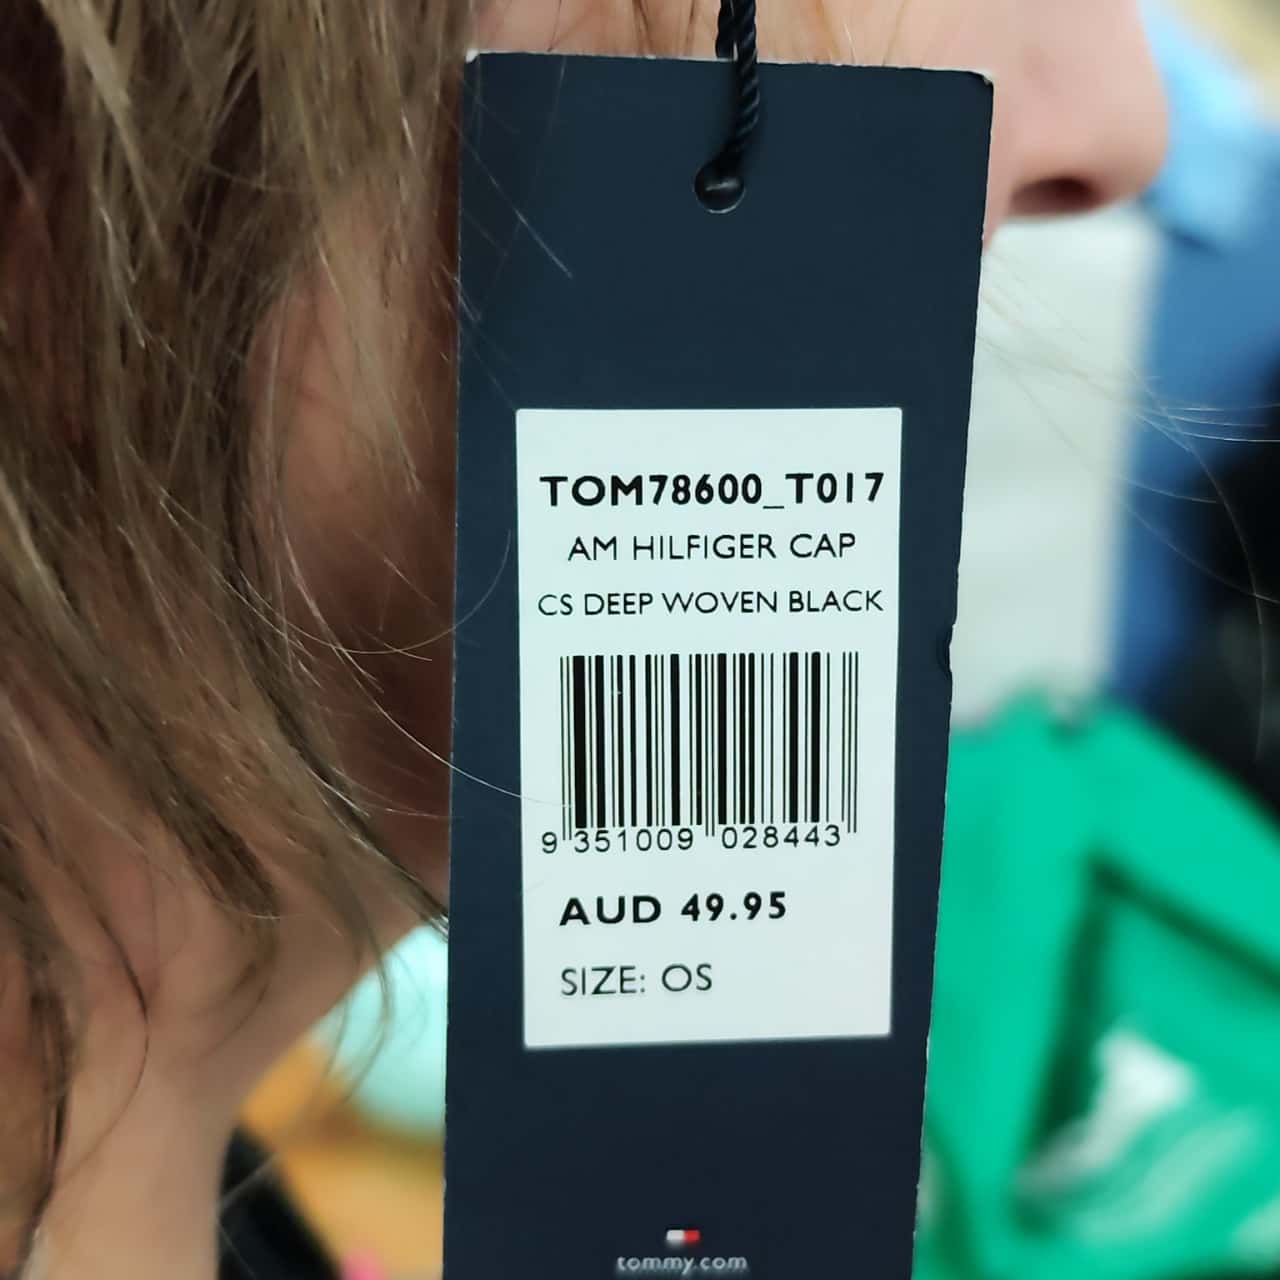 TOM78600_T017
AM HILFIGER CAP
CS DEEP WOVEN BLACK
9 351009 028443
AUD 49.95
SIZE: OS
tommy.com